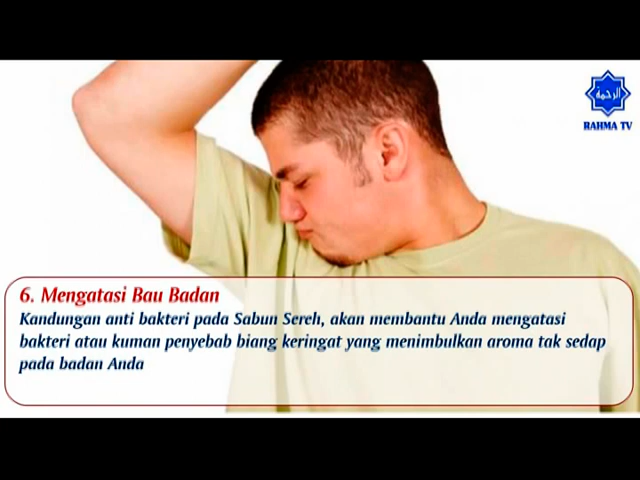 الرحمة
RAHMA TV
6. Mengatasi Bau Badan
Kandungan anti bakteri pada Sabun Sereh, akan membantu Anda mengatasi
bakteri atau kuman penyebab biang keringat yang menimbulkan aroma tak sedap
pada badan Anda